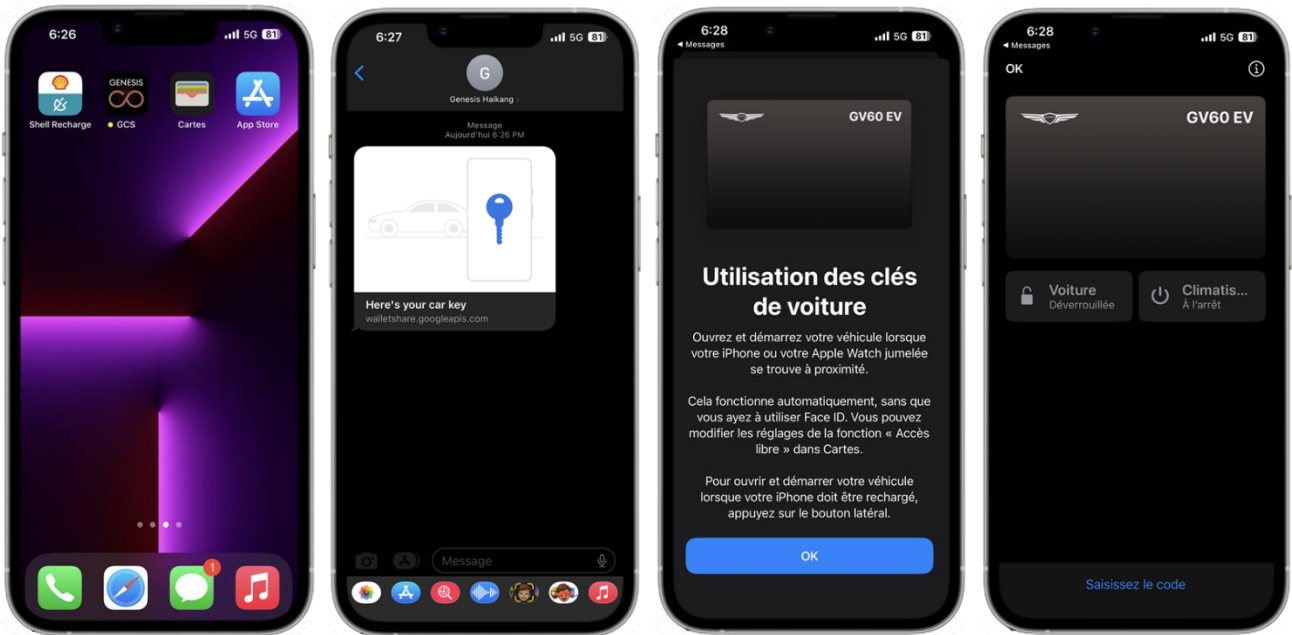 6:26
5G 81
GENESIS
Shell Recharge
GCS
Cartes
App Store
1
6:27
5G 81
G
Genesis Haikang
Message
Aujourd'hui 6:26 PM
Here's your car key
walletshare.googleapis.com
Message
6:28
5G 81
Messages
GV60 EV
Utilisation des clés
de voiture
Ouvrez et démarrez votre véhicule lorsque
votre iPhone ou votre Apple Watch jumelée
se trouve à proximité.
Cela fonctionne automatiquement, sans que
vous ayez à utiliser Face ID. Vous pouvez
modifier les réglages de la fonction « Accès
libre » dans Cartes.
Pour ouvrir et démarrer votre véhicule
lorsque votre iPhone doit être rechargé,
appuyez sur le bouton latéral.
OK
6:28
5G 81
Messages
OK
GV60 EV
Voiture
Déverrouillée
Climatis...
À l'arrêt
Saisissez le code